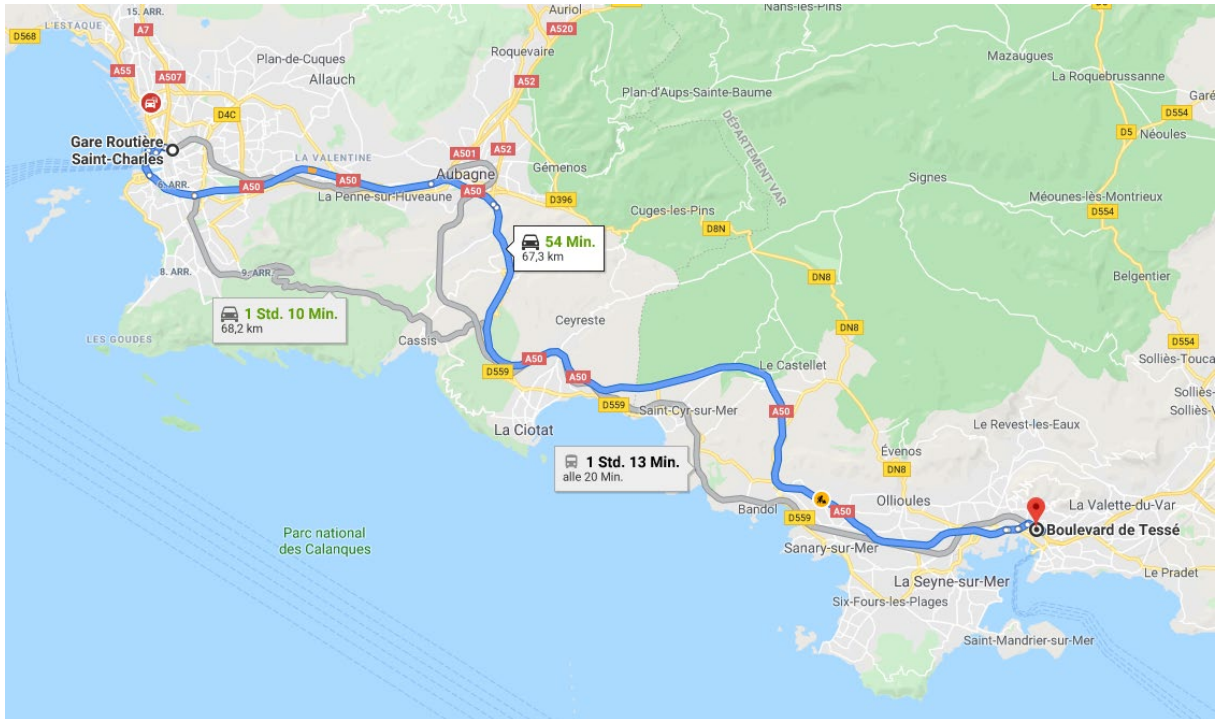 15. ARR.
L'ESTAQUE
D568
A7
A55
A507
Plan-de-Cuques
Allauch
D4C
Auriol
A520
Roquevaire
A52
Nans-les-Pins
Plan-d'Aups-Sainte-Baume
Mazaugues
La Roquebrussanne
D554
D5
Néoules
Gare Routière
Saint-Charles
LA VALENTINE
A501
A52
Aubagne
Gémenos
DÉPARTEMENT VAR
Signes
Méounes-lès-Montrieux
6. ARR.
A50
A50
La Penne-sur-Huveaune
A50
D396
Cuges-les-Pins
D8N
D554
54 Min.
67,3 km
8. ARR.
9. ARR.
DN8
Belgentier
1 Std. 10 Min.
68,2 km
LES GOUDES
Cassis
Ceyreste
DN8
D554
Solliès-Touca
A50
D559
A50
Le Castellet
Solliès-
D559
Saint-Cyr-sur-Mer
A50
Solliès-V
La Ciotat
Le Revest-les-Eaux
1 Std. 13 Min.
alle 20 Min.
Évenos
DN8
Ollioules
La Valette-du-Var
Bandol
D559
A50
Boulevard de Tessé
Parc national
des Calanques
Sanary-sur-Mer
La Seyne-sur-Mer
Le Pradet
Six-Fours-les-Plages
Saint-Mandrier-sur-Mer